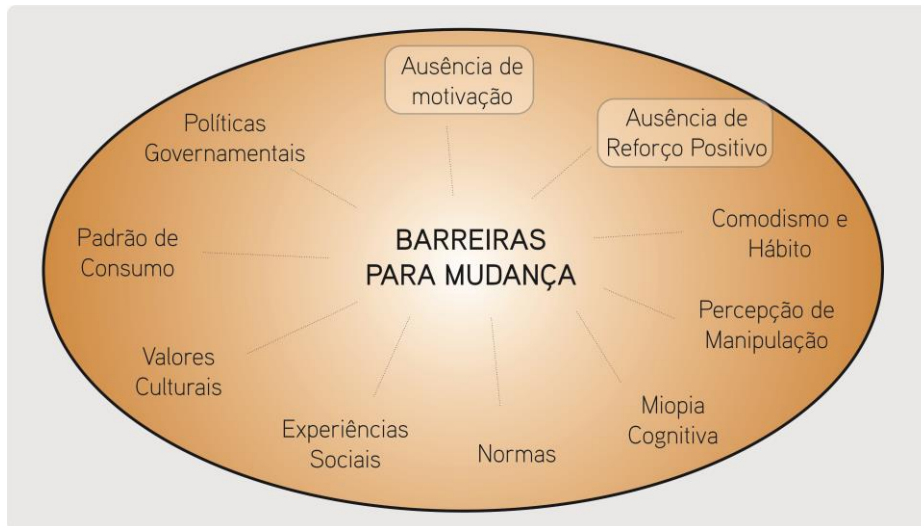 Ausência de
motivação
Ausência de
Reforço Positivo
Políticas
Governamentais
BARREIRAS
PARA MUDANÇA
Comodismo e
Hábito
Padrão de
Consumo
Percepção de
Manipulação
Valores
Culturais
Miopia
Cognitiva
Experiências
Sociais
Normas